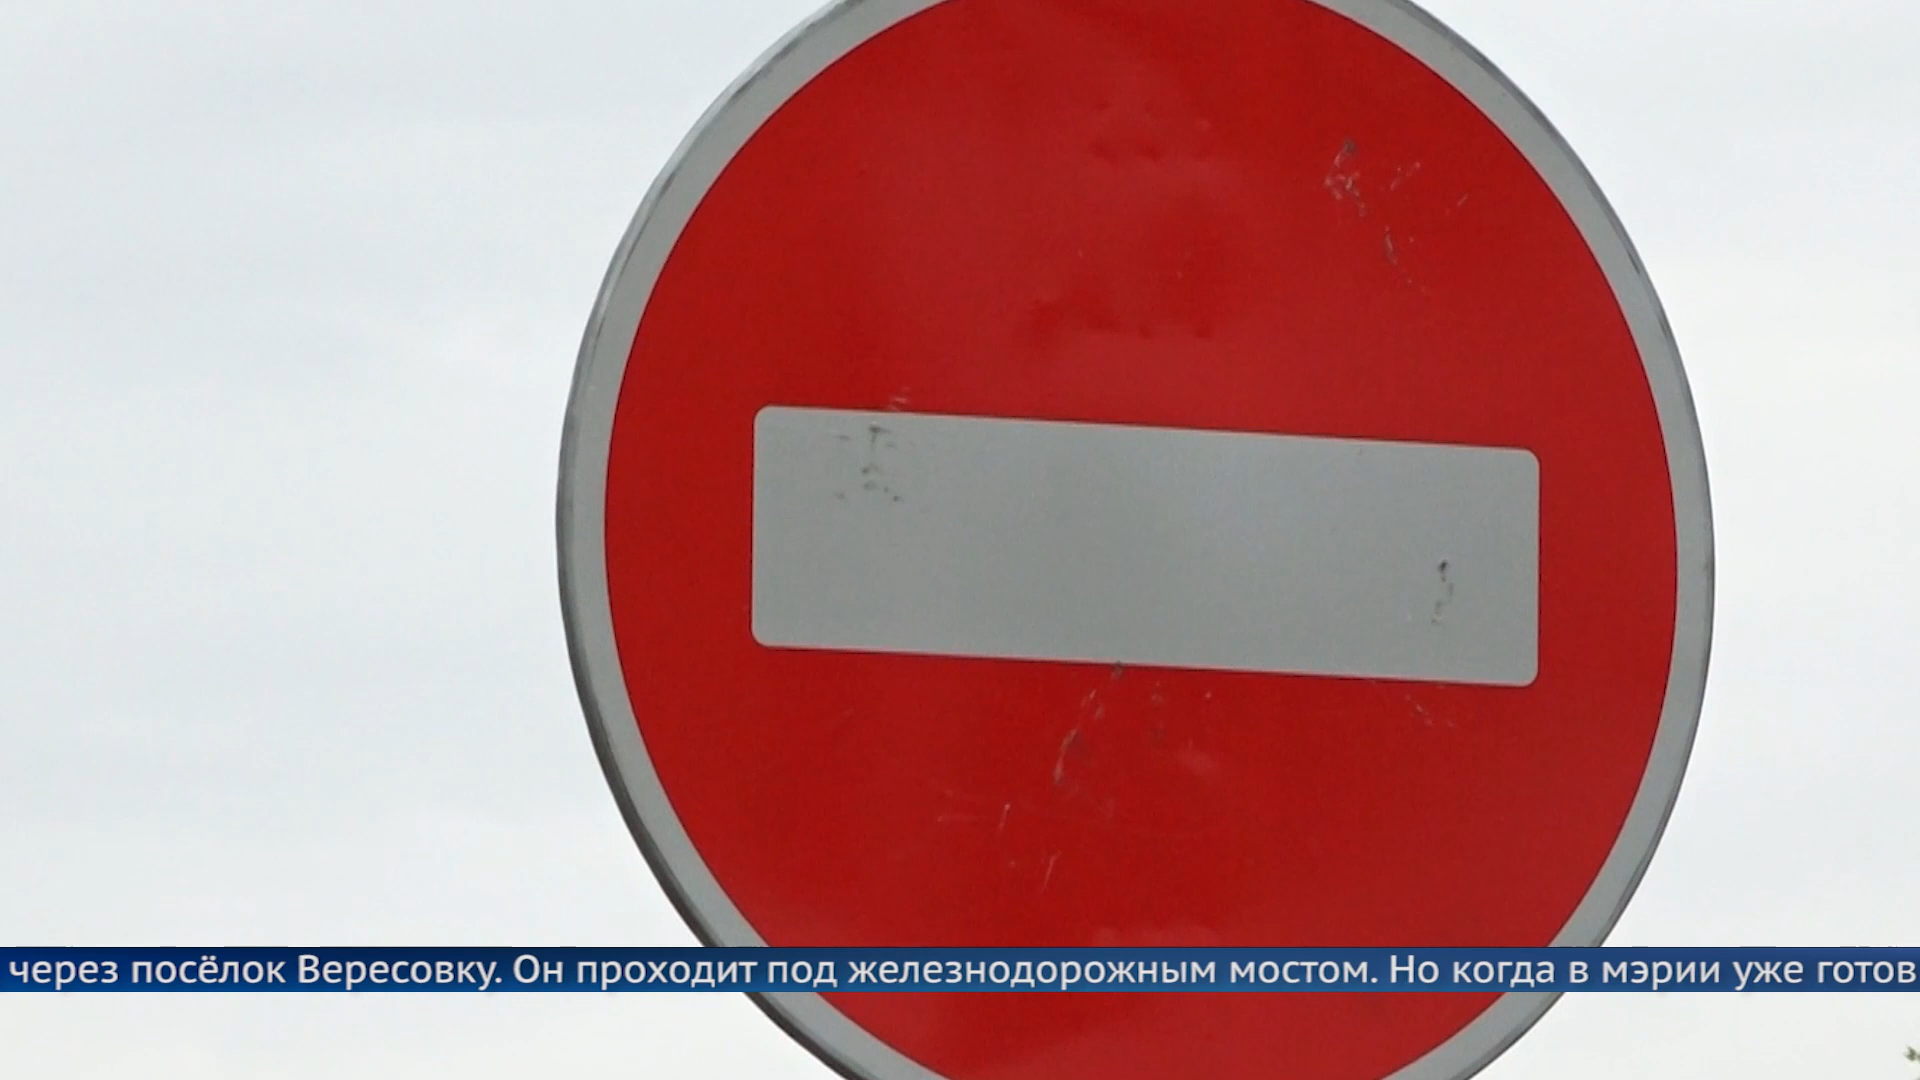 через посёлок Вересовку. Он проходит под железнодорожным мостом. Но когда в мэрии уже готов